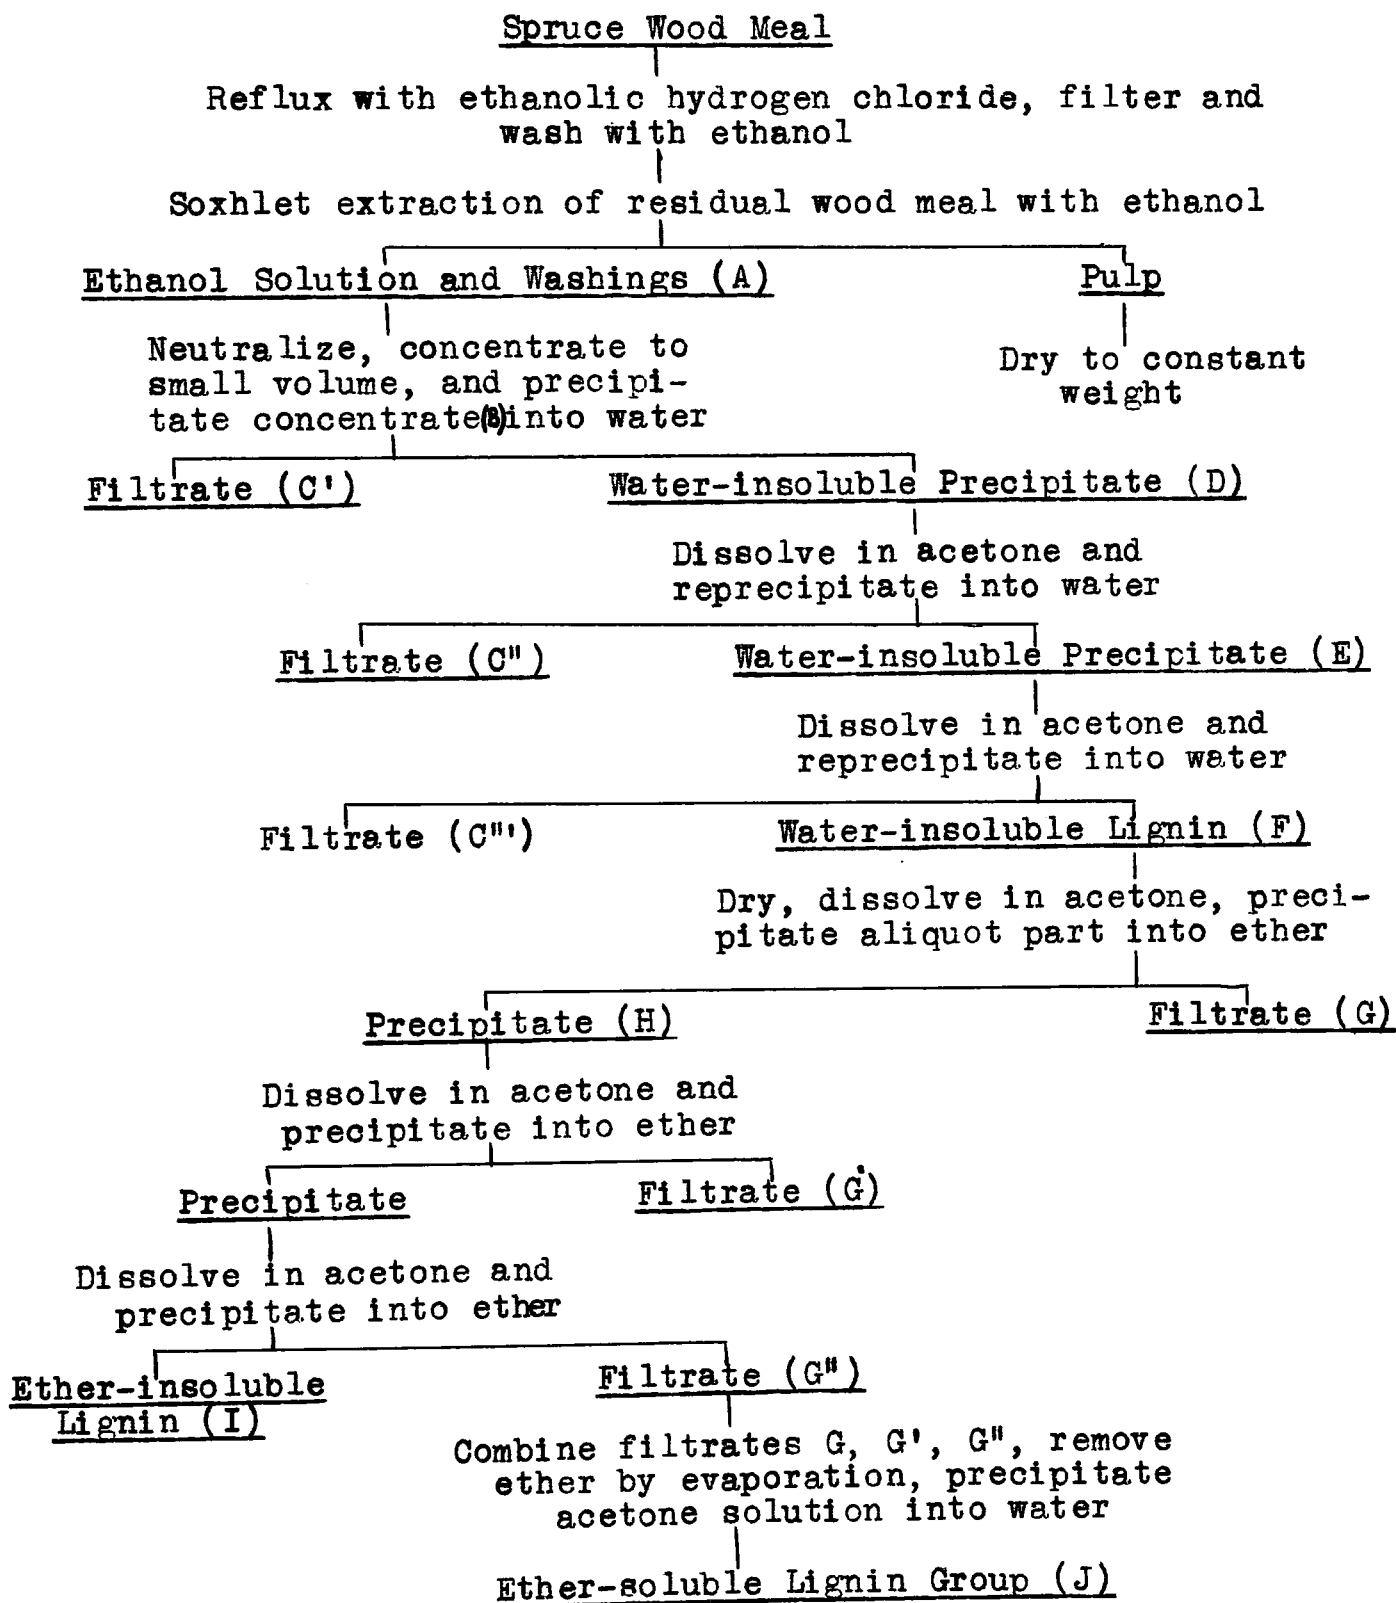 Spruce Wood Meal
Reflux with ethanolic hydrogen chloride, filter and
wash with ethanol
Soxhlet extraction of residual wood meal with ethanol
Ethanol Solution and Washings (A)
Pulp
Neutralize, concentrate to
small volume, and precipi-
tate concentrate(B)into water
Dry to constant
weight
Filtrate (C')
Water-insoluble Precipitate (D)
Dissolve in acetone and
reprecipitate into water
Filtrate (C")
Water-insoluble Precipitate (E)
Dissolve in acetone and
reprecipitate into water
Filtrate (C"')
Water-insoluble Lignin (F)
Dry, dissolve in acetone, preci-
pitate aliquot part into ether
Precipitate (H)
Filtrate (G)
Dissolve in acetone and
precipitate into ether
Precipitate
Filtrate (G')
Dissolve in acetone and
precipitate into ether
Ether-insoluble
Lignin (I)
Filtrate (G")
Combine filtrates G, G', G", remove
ether by evaporation, precipitate
acetone solution into water
Ether-soluble Lignin Group (J)